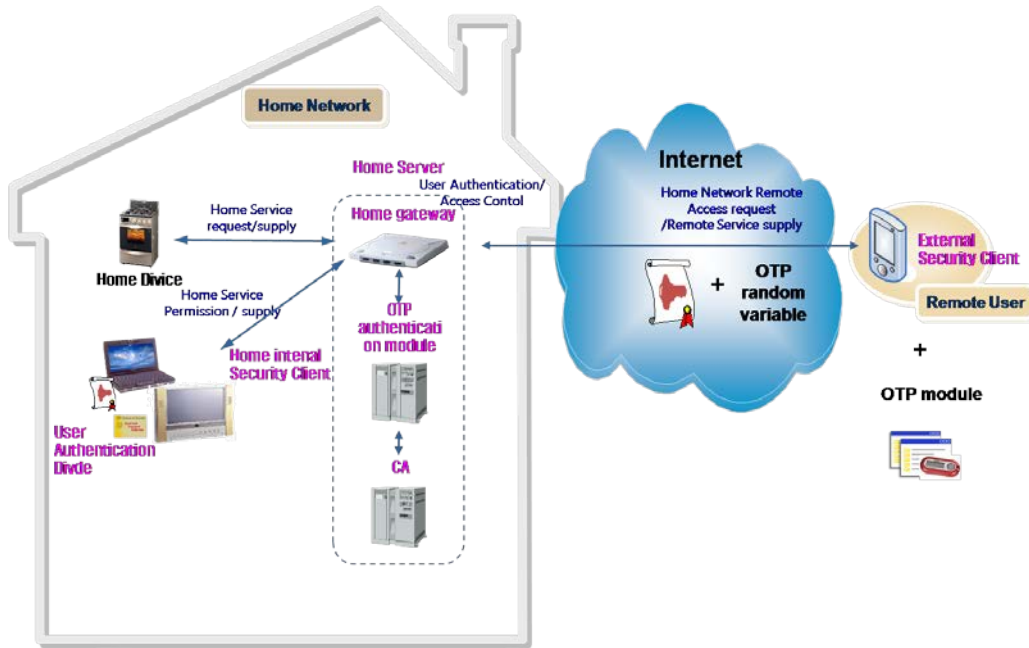 Home Network
Home Server
User Authentication/
Access Contol
Home gateway
Home Service
request/supply
Home Divice
Home Service
Permission / supply
OTP
authenticati
on module
Home intenal
Security Client
User
Authentication
Divde
CA
Internet
Home Network Remote
Access request
/Remote Service supply
+
OTP
random
variable
External
Security Client
Remote User
+
OTP module